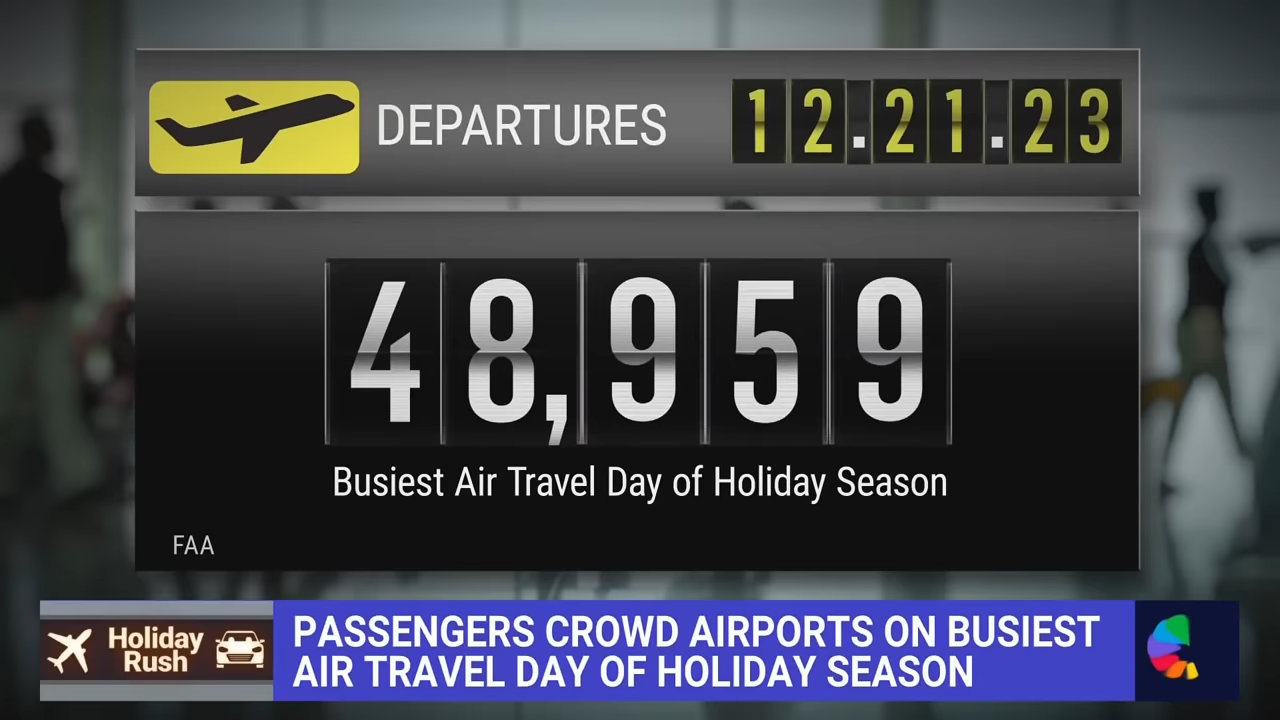 DEPARTURES 12.21.23
48,959
Busiest Air Travel Day of Holiday Season
FAA
Holiday
Rush
PASSENGERS CROWD AIRPORTS ON BUSIEST
AIR TRAVEL DAY OF HOLIDAY SEASON